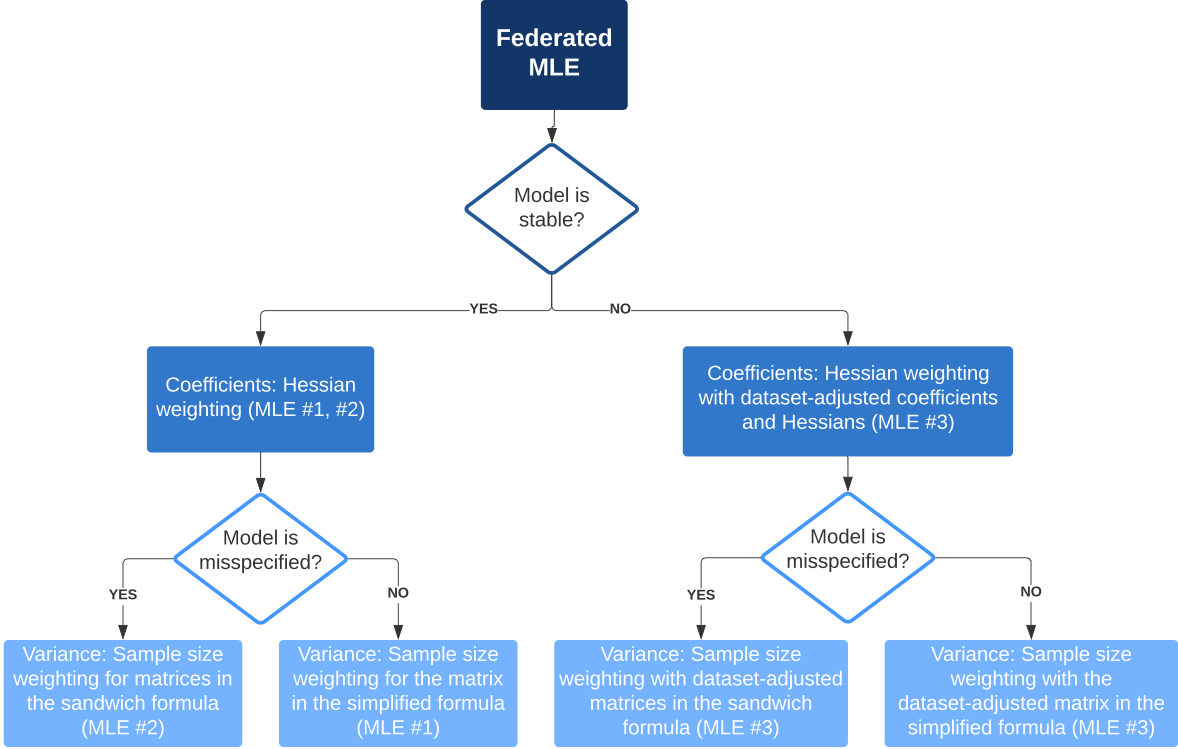 Federated
MLE
Model is
stable?
YES
NO
Coefficients: Hessian
weighting (MLE #1, #2)
Coefficients: Hessian weighting
with dataset-adjusted coefficients
and Hessians (MLE #3)
Model is
misspecified?
Model is
misspecified?
YES
NO
YES
NO
Variance: Sample size
weighting for matrices in
the sandwich formula
(MLE #2)
Variance: Sample size
weighting for the matrix
in the simplified formula
(MLE #1)
Variance: Sample size
weighting with dataset-adjusted
matrices in the sandwich
formula (MLE #3)
Variance: Sample size
weighting with the
dataset-adjusted matrix in the
simplified formula (MLE #3)